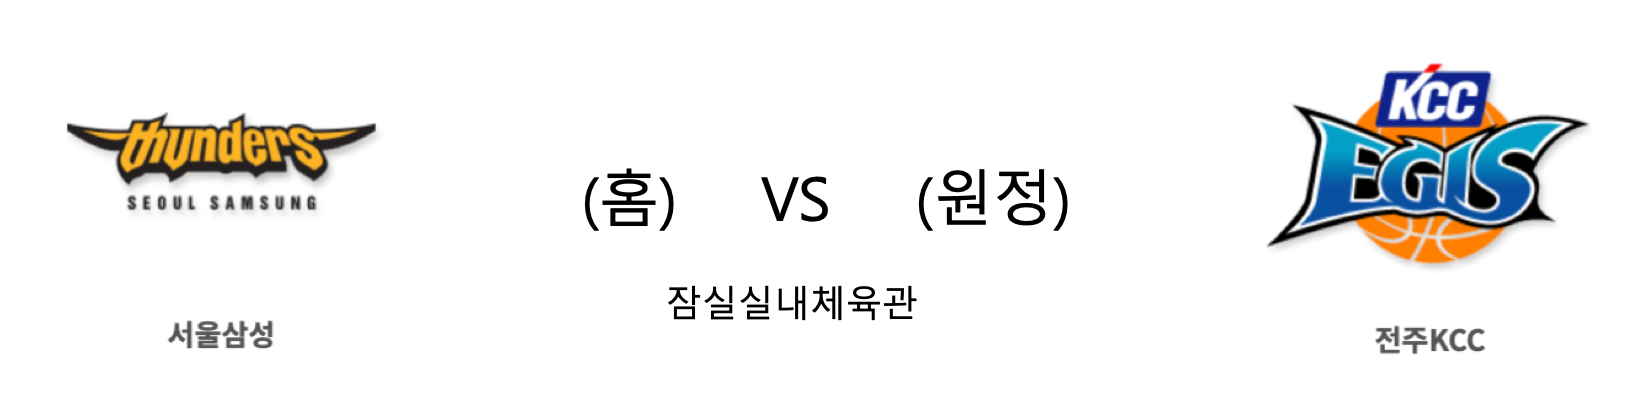 thunders
SEOUL SAMSUNG
서울삼성
(홈) VS (원정)
잠실실내체육관
KCC
EGIS
전주KCC